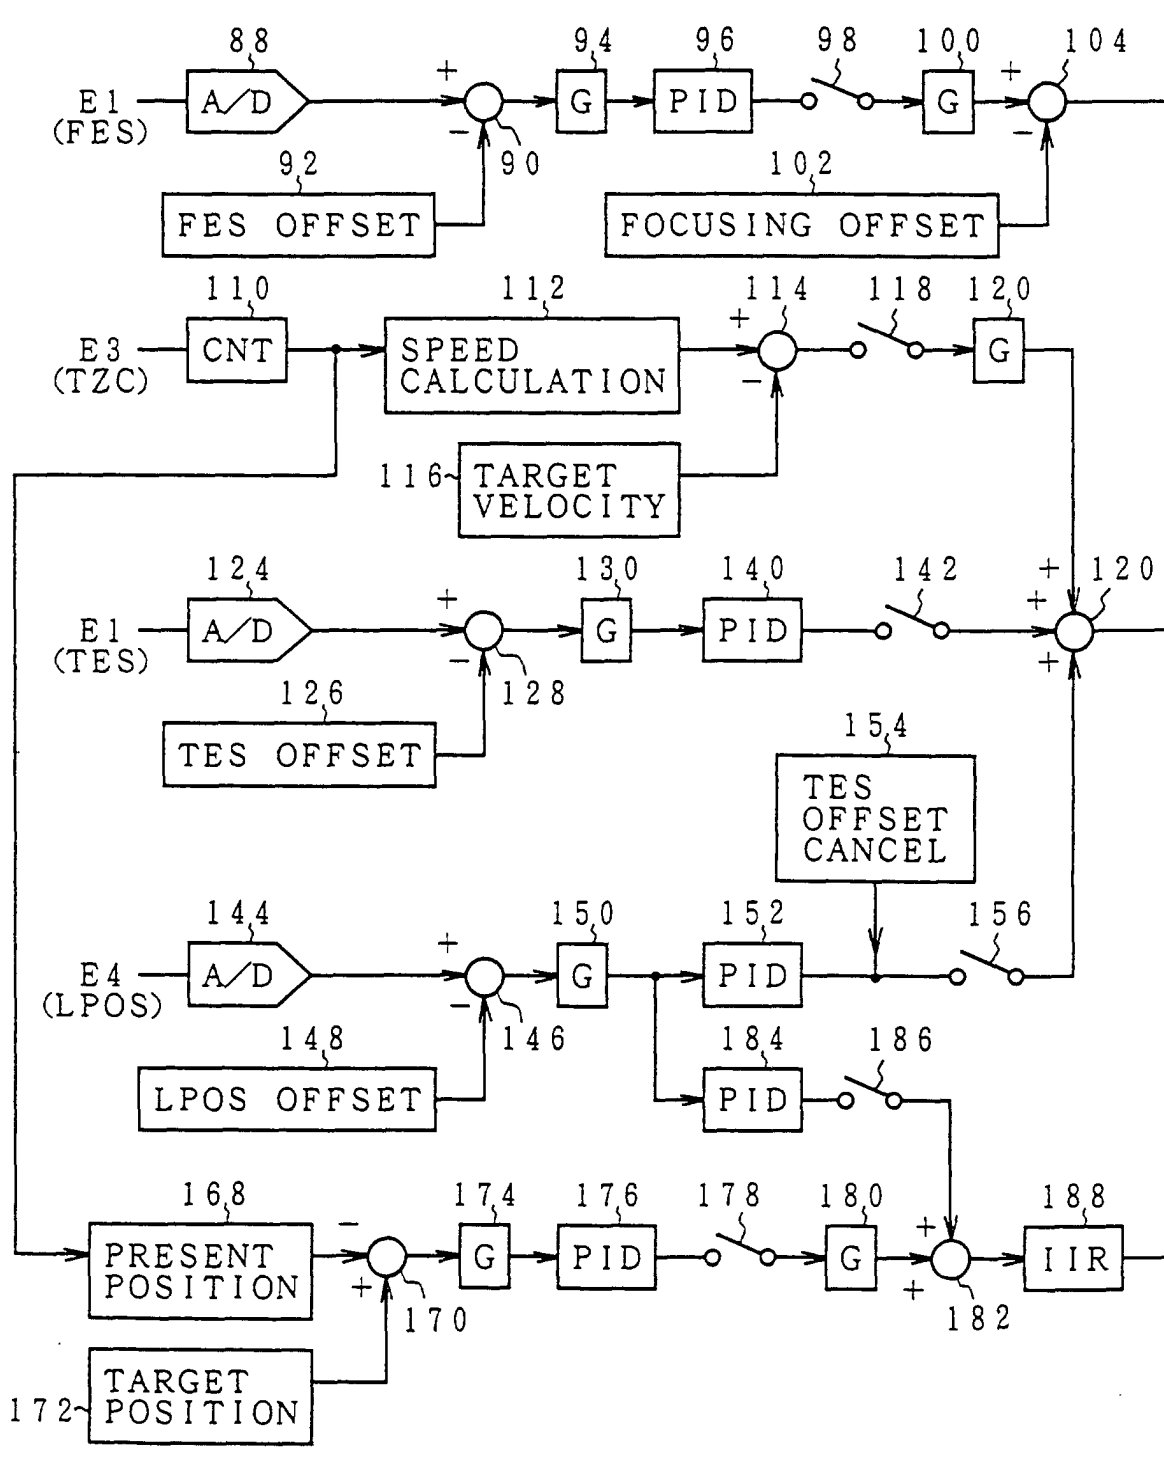 88 94 96 98 100 104
E1 A/D + G PID G +
(FES) - 90 -
92 102
FES OFFSET FOCUSING OFFSET
110 112 114 118 120
E3 CNT SPEED + G
(TZC) CALCULATION -
116 TARGET
VELOCITY
124 130 140 142 + 120
E1 A/D + G PID +
(TES) - 128 +
126 154
TES OFFSET TES
OFFSET
CANCEL
144 150 152 156
E4 A/D + G PID
(LPOS) - 146
148 184 186
LPOS OFFSET PID
168 174 176 178 180 188
PRESENT - G PID G + IIR
POSITION + 170 + 182
172 TARGET
POSITION